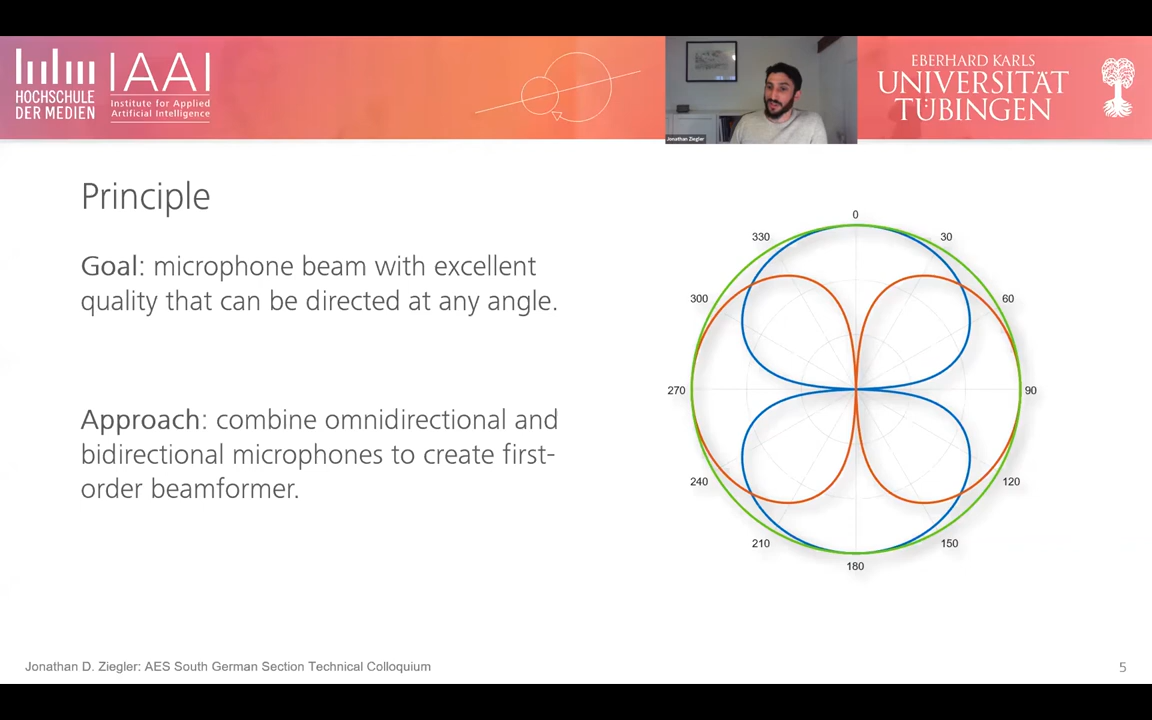 HOCHSCHULE
DER MEDIEN
IAAI
Institute for Applied
Artificial Intelligence
Jonathan Ziegler
EBERHARD KARLS
UNIVERSITÄT
TÜBINGEN
Principle
Goal: microphone beam with excellent
quality that can be directed at any angle.
Approach: combine omnidirectional and
bidirectional microphones to create first-
order beamformer.
0
30
60
90
120
150
180
210
240
270
300
330
Jonathan D. Ziegler: AES South German Section Technical Colloquium
5